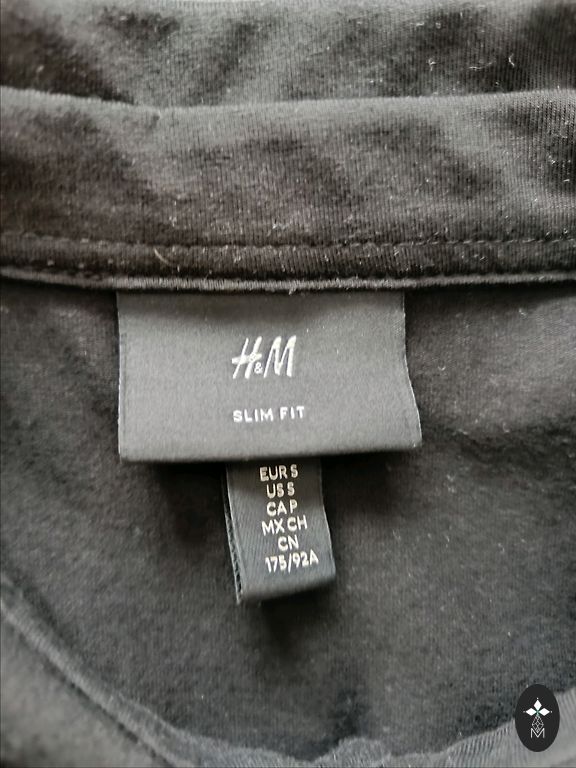 H&M
SLIM FIT
EUR S
US S
CA P
MX CH
CN
175/92A
M